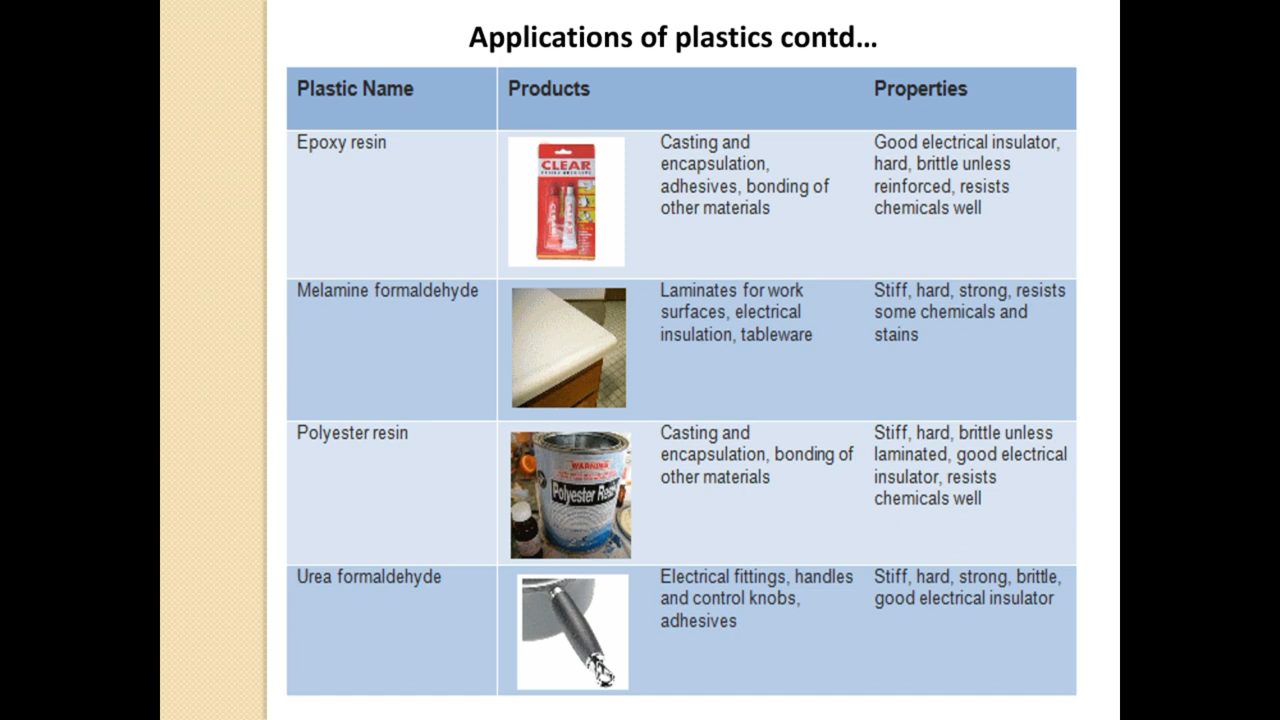 Applications of plastics contd…
Plastic Name
Products
Properties
Epoxy resin
CLEAR
Casting and
encapsulation,
adhesives, bonding of
other materials
Good electrical insulator,
hard, brittle unless
reinforced, resists
chemicals well
Melamine formaldehyde
Laminates for work
surfaces, electrical
insulation, tableware
Stiff, hard, strong, resists
some chemicals and
stains
Polyester resin
WARNING
Polyester Resin
Casting and
encapsulation, bonding of
other materials
Stiff, hard, brittle unless
laminated, good electrical
insulator, resists
chemicals well
Urea formaldehyde
Electrical fittings, handles
and control knobs,
adhesives
Stiff, hard, strong, brittle,
good electrical insulator